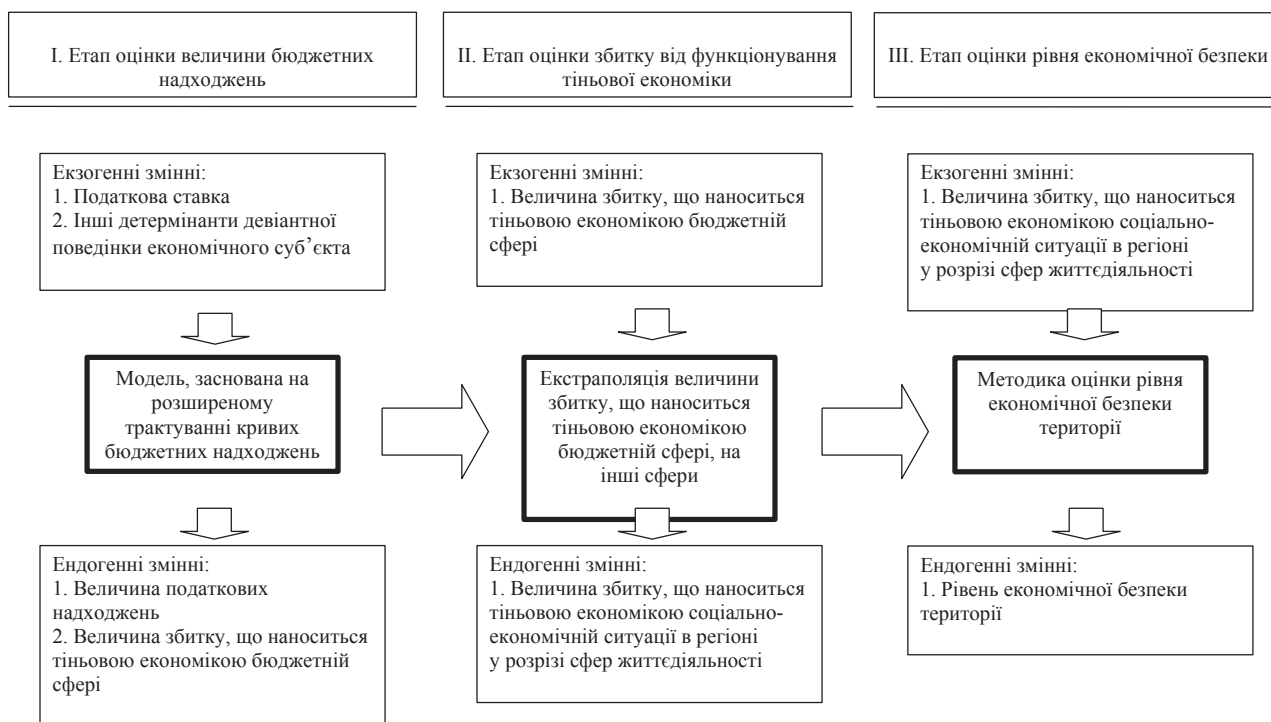 І. Етап оцінки величини бюджетних
надходжень
ІІ. Етап оцінки збитку від функціонування
тіньової економіки
ІІІ. Етап оцінки рівня економічної безпеки
Екзогенні змінні:
1. Податкова ставка
2. Інші детермінанти девіантної
поведінки економічного суб’єкта
Екзогенні змінні:
1. Величина збитку, що наноситься
тіньовою економікою бюджетній
сфері
Екзогенні змінні:
1. Величина збитку, що наноситься
тіньовою економікою соціально-
економічній ситуації в регіоні
у розрізі сфер життєдіяльності
Модель, заснована на
розширеному
трактуванні кривих
бюджетних надходжень
Екстраполяція величини
збитку, що наноситься
тіньовою економікою
бюджетній сфері, на
інші сфери
Методика оцінки рівня
економічної безпеки
території
Ендогенні змінні:
1. Величина податкових
надходжень
2. Величина збитку, що наноситься
тіньовою економікою бюджетній
сфері
Ендогенні змінні:
1. Величина збитку, що наноситься
тіньовою економікою соціально-
економічній ситуації в регіоні
у розрізі сфер життєдіяльності
Ендогенні змінні:
1. Рівень економічної безпеки
території